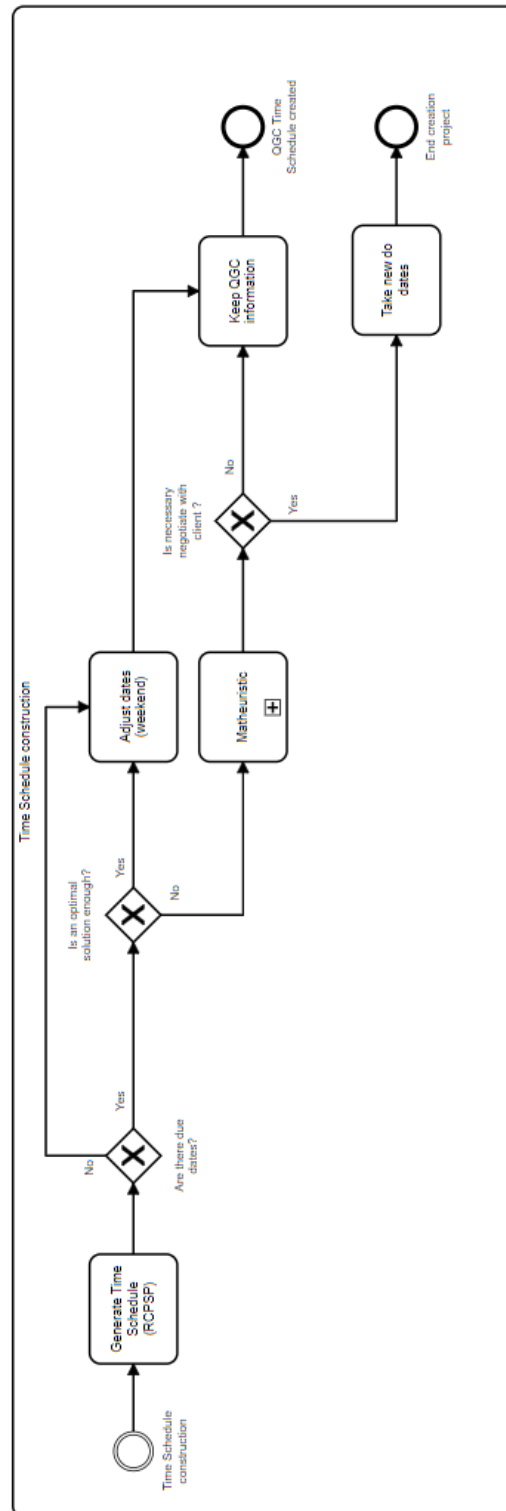 Time Schedule construction
Time Schedule
construction
Generate Time
Schedule
(RCPSP)
Are there due
dates?
No
Yes
Is an optimal
solution enough?
Yes
No
Adjust dates
(weekend)
Matheuristic
Is necessary
negotiate with
client ?
No
Yes
Keep QGC
information
QGC Time
Schedule created
Take new do
dates
End creation
project